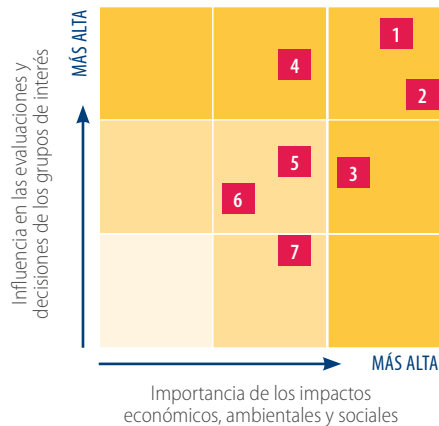 MÁS ALTA
Influencia en las evaluaciones y
decisiones de los grupos de interés
1
4
2
5
3
6
7
MÁS ALTA
Importancia de los impactos
económicos, ambientales y sociales